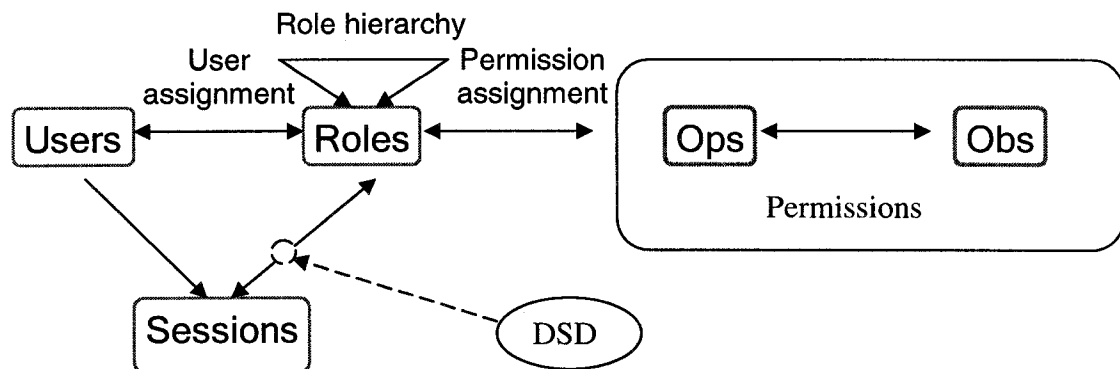 Role hierarchy
User
assignment
Permission
assignment
Users
Roles
Ops
Obs
Permissions
Sessions
DSD